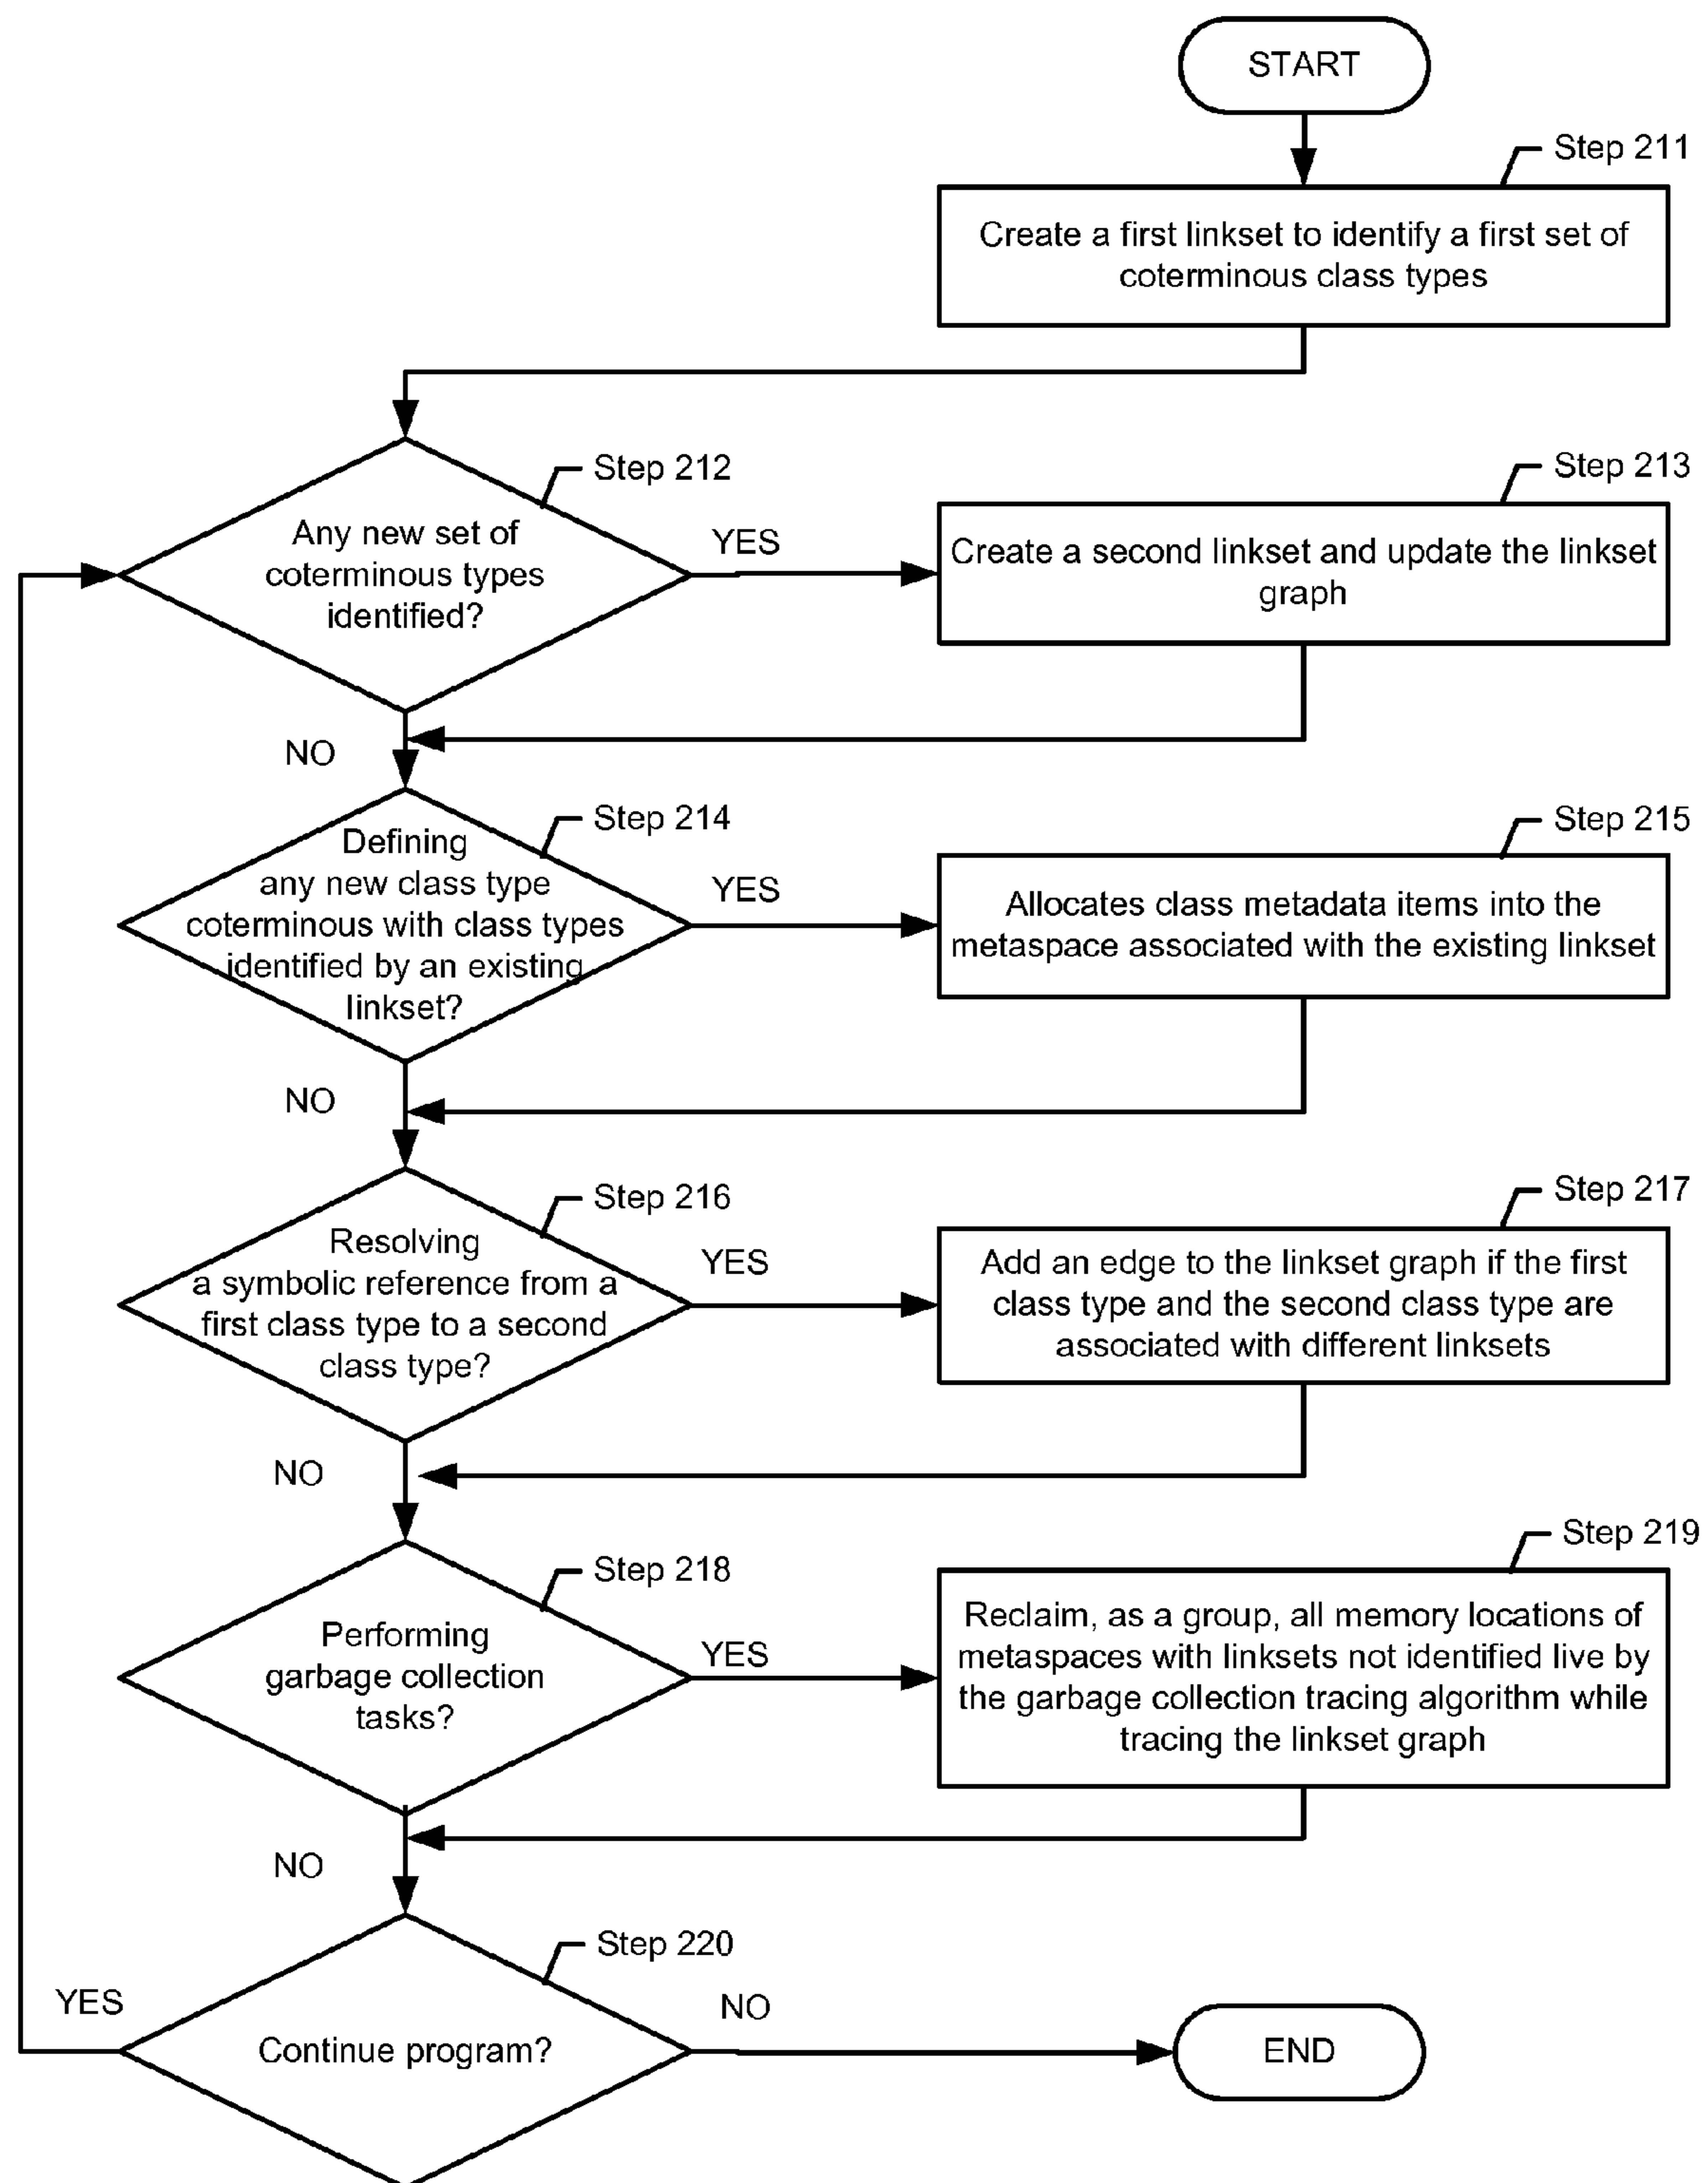 START
Step 211
Create a first linkset to identify a first set of
coterminous class types
Step 212
Any new set of
coterminous types
identified?
YES
Step 213
Create a second linkset and update the linkset
graph
NO
Step 214
Defining
any new class type
coterminous with class types
identified by an existing
linkset?
YES
Step 215
Allocates class metadata items into the
metaspace associated with the existing linkset
NO
Step 216
Resolving
a symbolic reference from a
first class type to a second
class type?
YES
Step 217
Add an edge to the linkset graph if the first
class type and the second class type are
associated with different linksets
NO
Step 218
Performing
garbage collection
tasks?
YES
Step 219
Reclaim, as a group, all memory locations of
metaspaces with linksets not identified live by
the garbage collection tracing algorithm while
tracing the linkset graph
NO
Step 220
YES
Continue program?
NO
END